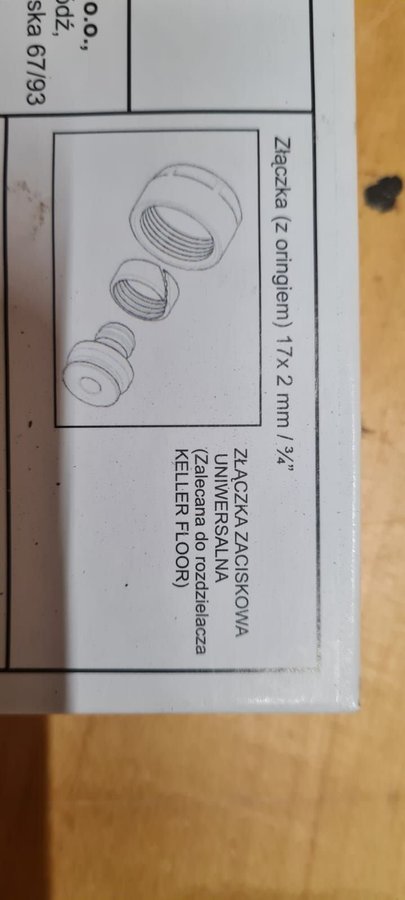 .o.o.,
ódź,
ska 67/93
Złączka (z oringiem) 17x 2 mm / ¾"
ZŁĄCZKA ZACISKOWA
UNIWERSALNA
(Zalecana do rozdzielacza
KELLER FLOOR)